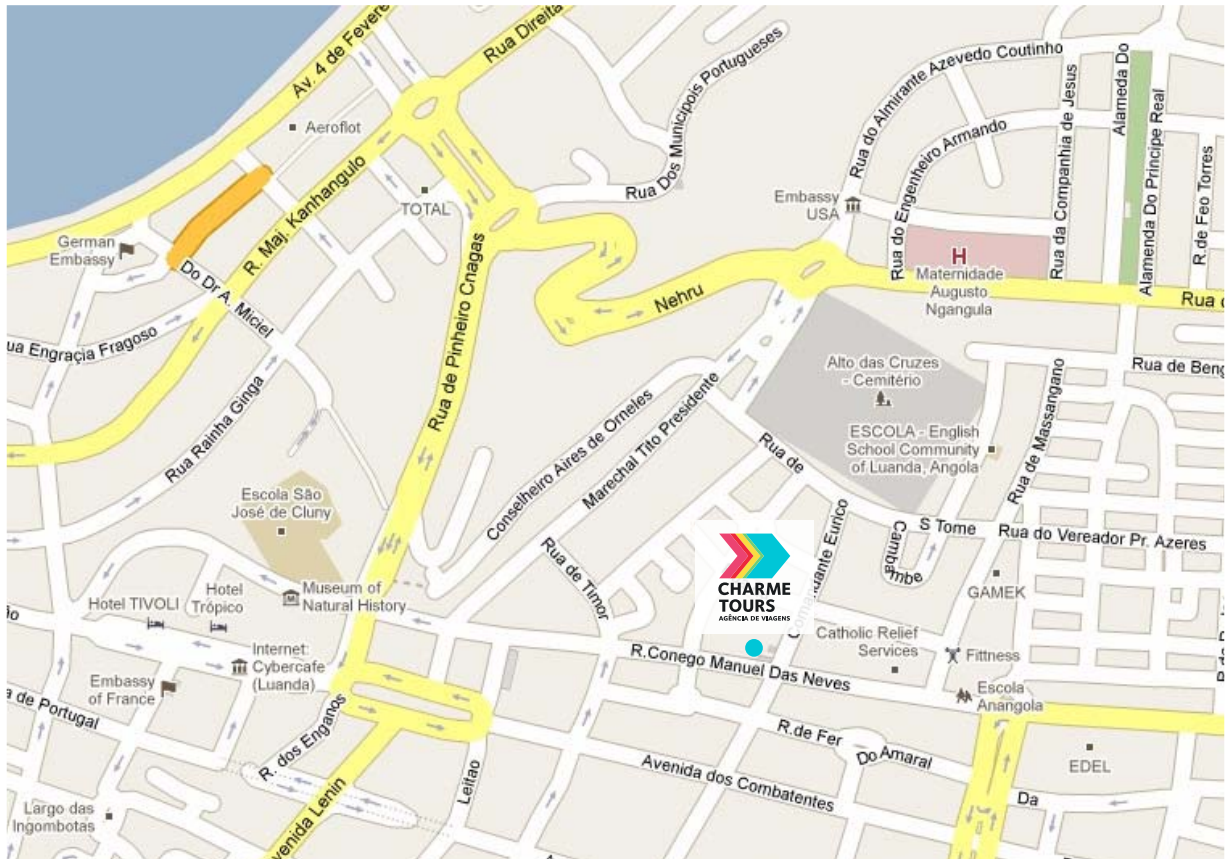 Av. 4 de Fevere
Rua Direita
Aeroflot
Rua Dos Municipois Portugueses
Rua do Almirante Azevedo Coutinho
Rua do Engenheiro Armando
Rua da Companhia de Jesus
Alameda Do
Alamenda Do Principe Real
R.de Feo Torres
R. Maj. Kanhangulo
TOTAL
Embassy
USA
German
Embassy
H
Maternidade
Augusto
Ngangula
Rua
Nehru
Do Dr A. Miciel
ua Engraçia Fragoso
Rua de Pinheiro Cnagas
Rua Rainha Ginga
Alto das Cruzes
- Cemitério
Rua de Beng
Rua de Massangano
Conselheiro Aires de Orneles
Marechal Tito Presidente
Rua de
S Tome
ESCOLA - English
School Community
of Luanda, Angola
Rua do Vereador Pr. Azeres
Escola São
José de Cluny
Rua de Timor
CHARME
TOURS
AGÊNCIA DE VIAGENS
nuante Eurico
Camba
mbe
GAMEK
Museum of
Natural History
Hotel TIVOLI
Hotel
Trópico
ão
Internet:
Cybercafe
(Luanda)
Embassy
of France
R.Conego Manuel Das Neves
Catholic Relief
Services
Fittness
Escola
Anangola
a de Portugal
R. dos Enganos
Leitao
Avenida dos Combatentes
R.de Fer
Do Amaral
Da
EDEL
Largo das
Ingombotas
venida Lenin